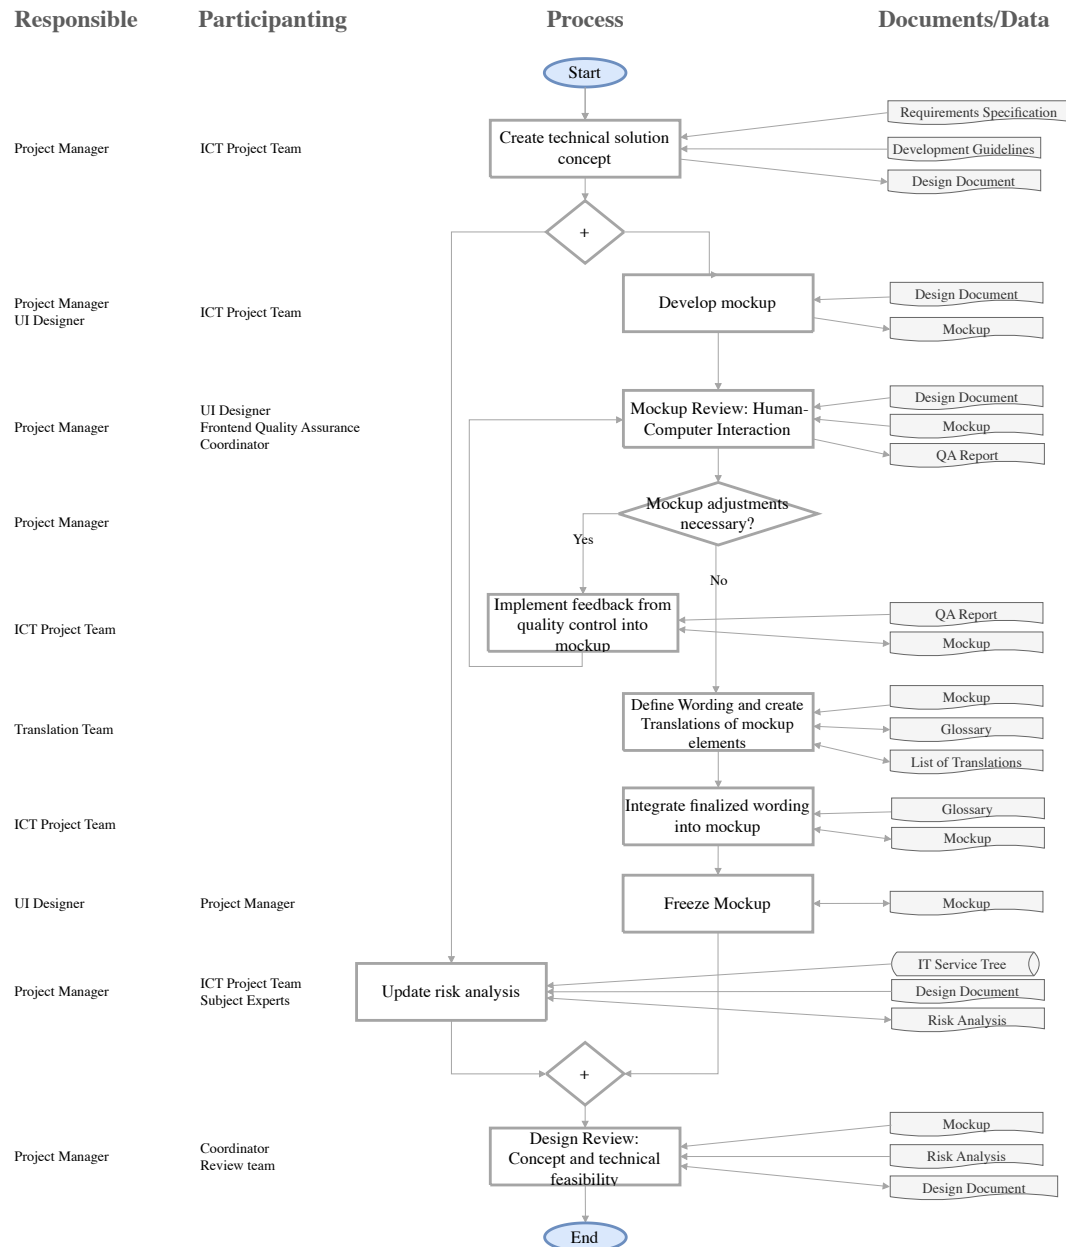 Responsible
Participanting
Process
Documents/Data
Start
Requirements Specification
Project Manager
ICT Project Team
Create technical solution
concept
Development Guidelines
Design Document
+
Project Manager
UI Designer
ICT Project Team
Develop mockup
Design Document
Mockup
Project Manager
UI Designer
Frontend Quality Assurance
Coordinator
Mockup Review: Human-
Computer Interaction
Design Document
Mockup
QA Report
Project Manager
Mockup adjustments
necessary?
Yes
No
ICT Project Team
Implement feedback from
quality control into
mockup
QA Report
Mockup
Translation Team
Define Wording and create
Translations of mockup
elements
Mockup
Glossary
List of Translations
ICT Project Team
Integrate finalized wording
into mockup
Glossary
Mockup
UI Designer
Project Manager
Freeze Mockup
Mockup
Project Manager
ICT Project Team
Subject Experts
Update risk analysis
IT Service Tree
Design Document
Risk Analysis
+
Project Manager
Coordinator
Review team
Design Review:
Concept and technical
feasibility
Mockup
Risk Analysis
Design Document
End